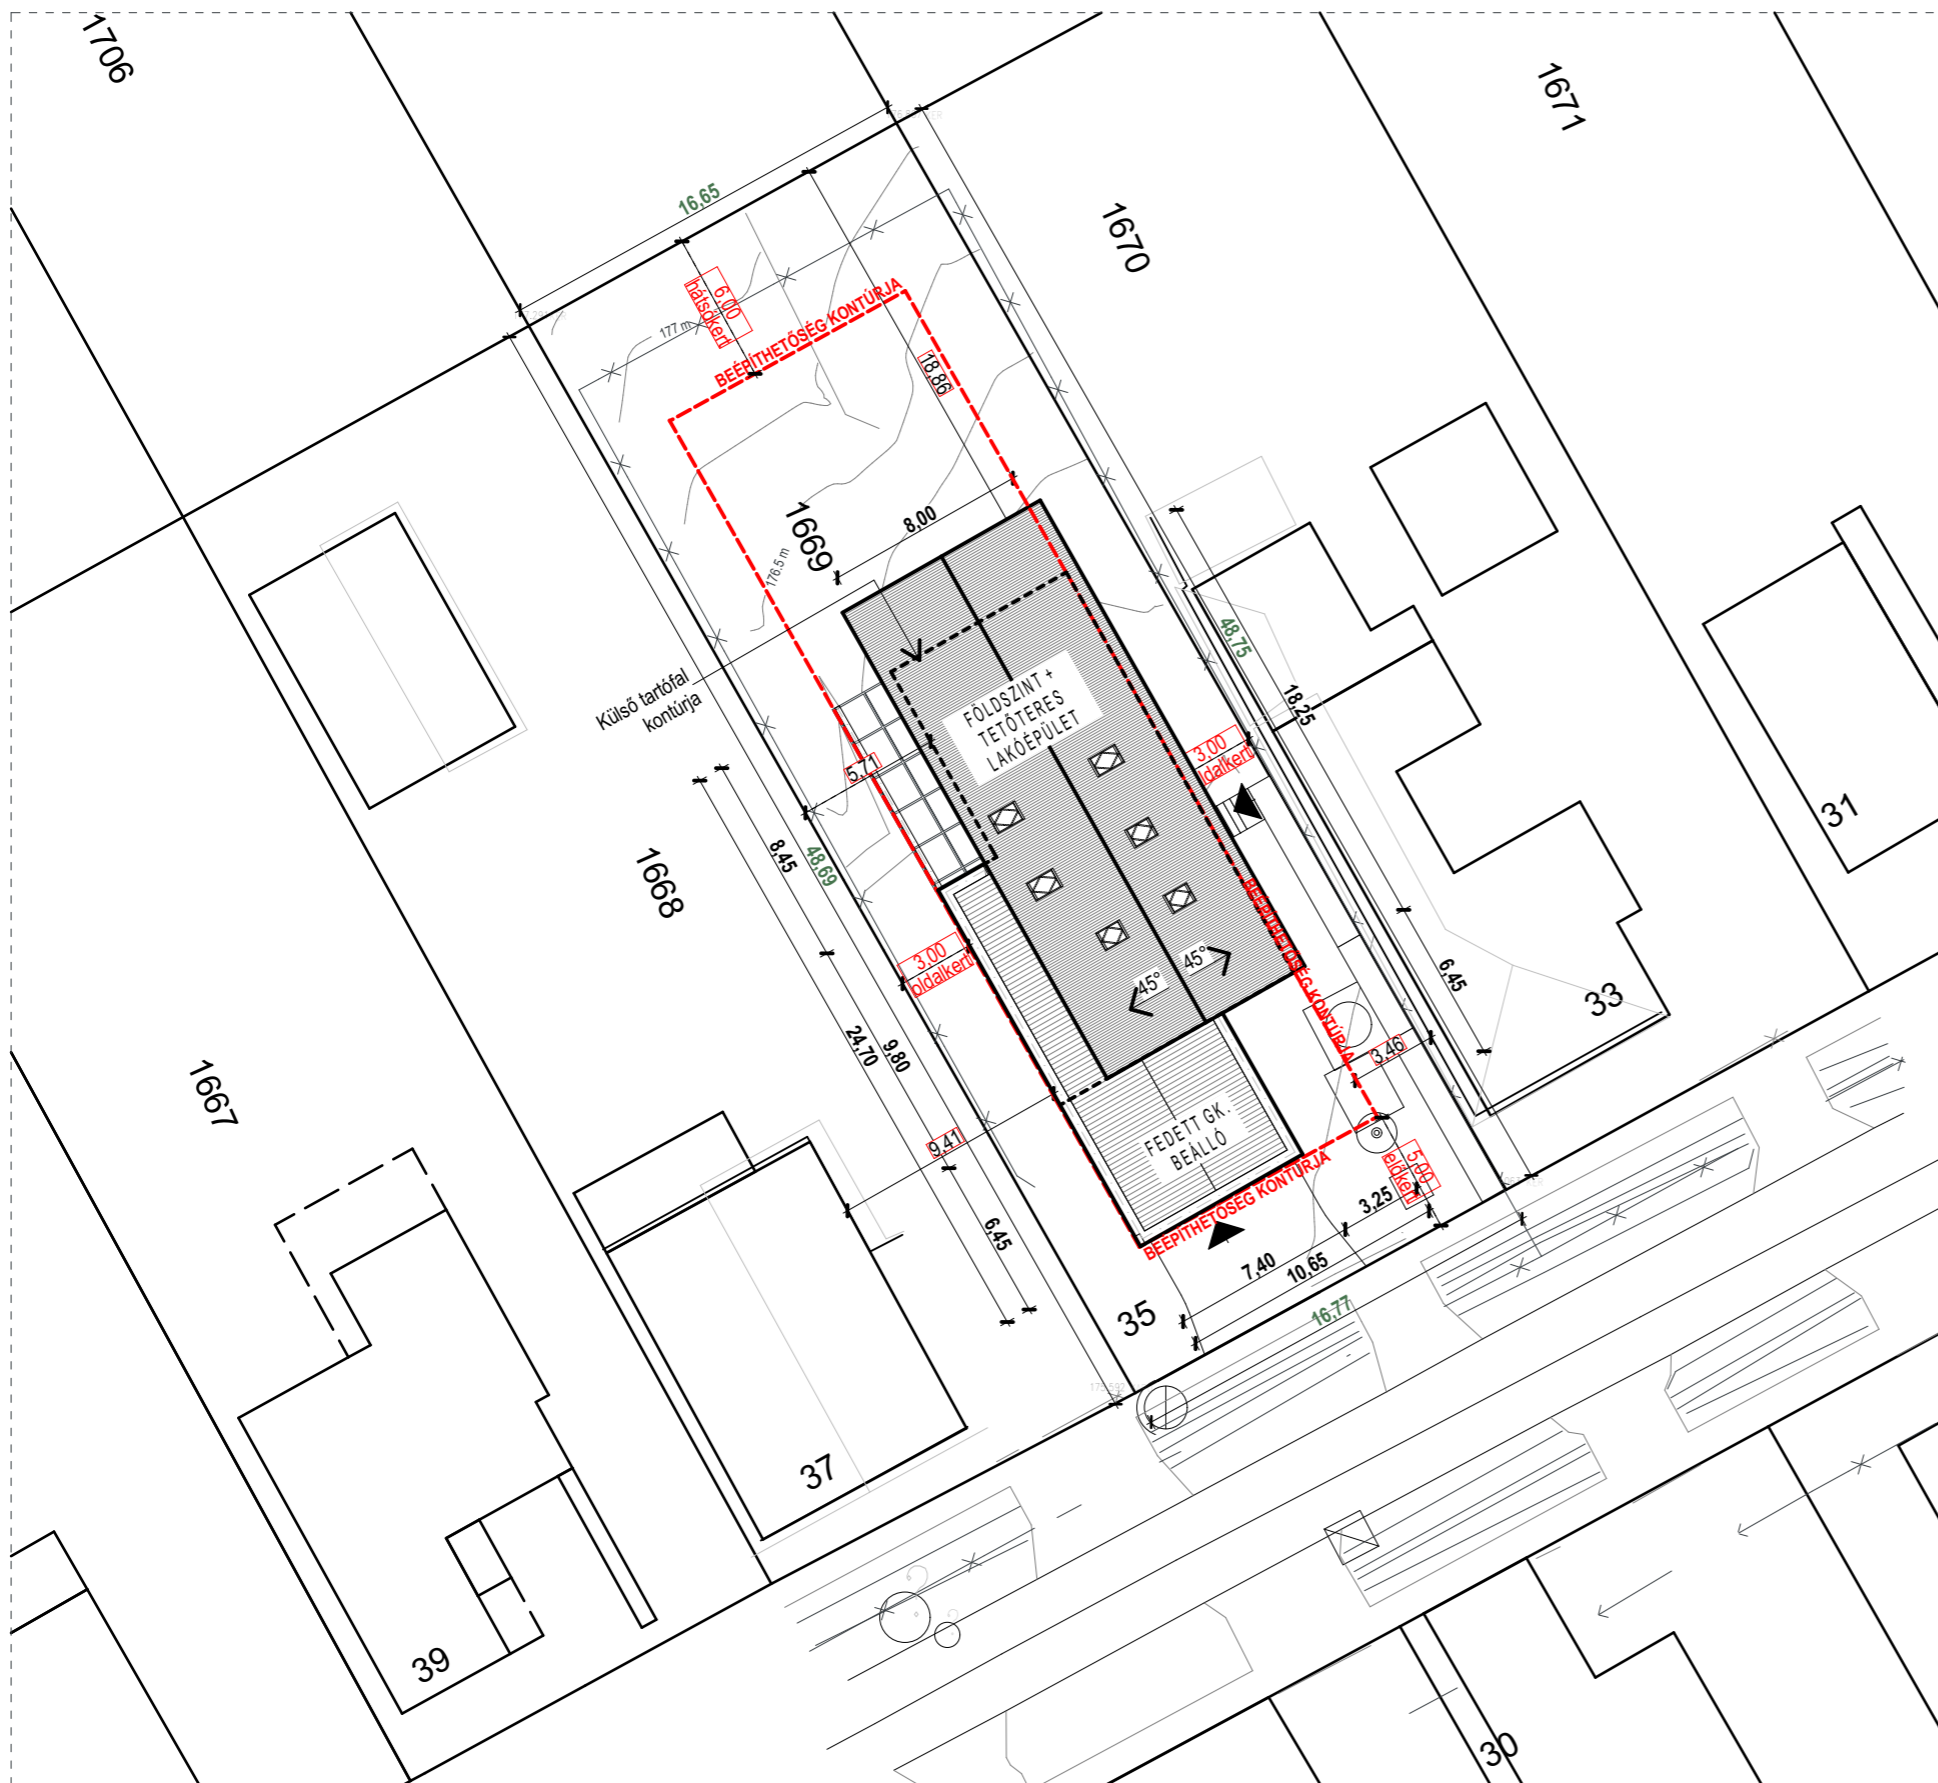 1706
1671
16,65
1670
6,00
hátsókert
177 m
BEÉPÍTHETŐSÉG KONTÚRJA
18,86
8,00
1669
176.5 m
48,75
18,25
Külső tartófal
kontúrja
FÖLDSZINT +
TETŐTERES
LAKÓÉPÜLET
5,71
3,00
ldalkert
31
8,45
48,69
1668
3,00
oldalkert
45°
45°
BEÉPÍTHETŐSÉG KONTÚRJA
6,45
33
24,70
9,80
3,46
1667
9,41
FEDETT GK.
BEÁLLÓ
5,00
előkert
BEÉPÍTHETŐSÉG KONTÚRJA
3,25
6,45
7,40
10,65
35
16,77
37
39
30